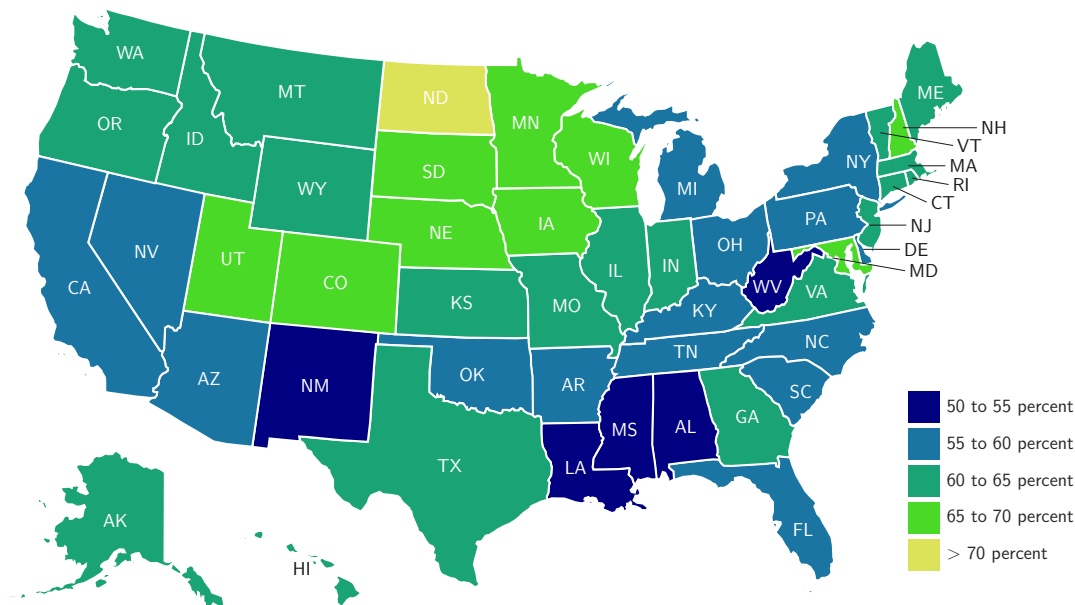 WA
MT
ND
MN
ME
OR
ID
NH
VT
WI
NY
MA
SD
RI
WY
MI
CT
PA
NJ
IA
NE
OH
DE
NV
UT
MD
IL
IN
CO
CA
WV
VA
KS
MO
KY
NC
TN
AZ
OK
AR
NM
SC
50 to 55 percent
GA
MS
AL
55 to 60 percent
TX
LA
60 to 65 percent
AK
65 to 70 percent
FL
> 70 percent
HI